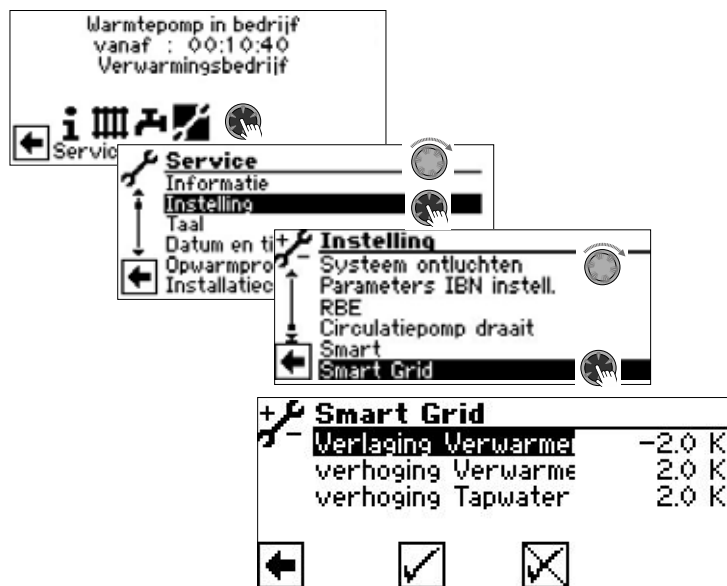 Warmtepomp in bedrijf
vanaf : 00:10:40
Verwarmingsbedrijf
Servic
Service
Informatie
Instelling
Taal
Datum en ti
Opwarmpro
Installatiec
Instelling
Systeem ontluchten
Parameters IBN instell.
RBE
Circulatiepomp draait
Smart
Smart Grid
Smart Grid
Verlaging Verwarmer -2.0 K
verhoging Verwarme 2.0 K
verhoging Tapwater 2.0 K